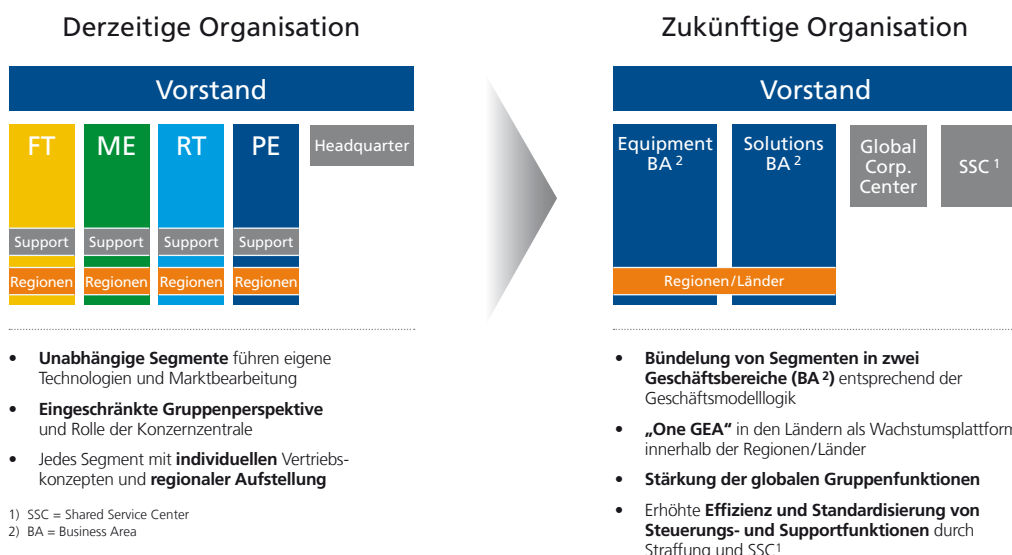 Derzeitige Organisation
Vorstand
FT
ME
RT
PE
Headquarter
Support
Support
Support
Support
Regionen
Regionen
Regionen
Regionen
• Unabhängige Segmente führen eigene
Technologien und Marktbearbeitung
• Eingeschränkte Gruppenperspektive
und Rolle der Konzernzentrale
• Jedes Segment mit individuellen Vertriebs-
konzepten und regionaler Aufstellung
1) SSC = Shared Service Center
2) BA = Business Area
Zukünftige Organisation
Vorstand
Equipment
BA 2
Solutions
BA 2
Global
Corp.
Center
SSC 1
Regionen/Länder
• Bündelung von Segmenten in zwei
Geschäftsbereiche (BA 2) entsprechend der
Geschäftsmodelllogik
• „One GEA“ in den Ländern als Wachstumsplattform
innerhalb der Regionen/Länder
• Stärkung der globalen Gruppenfunktionen
• Erhöhte Effizienz und Standardisierung von
Steuerungs- und Supportfunktionen durch
Straffung und SSC1